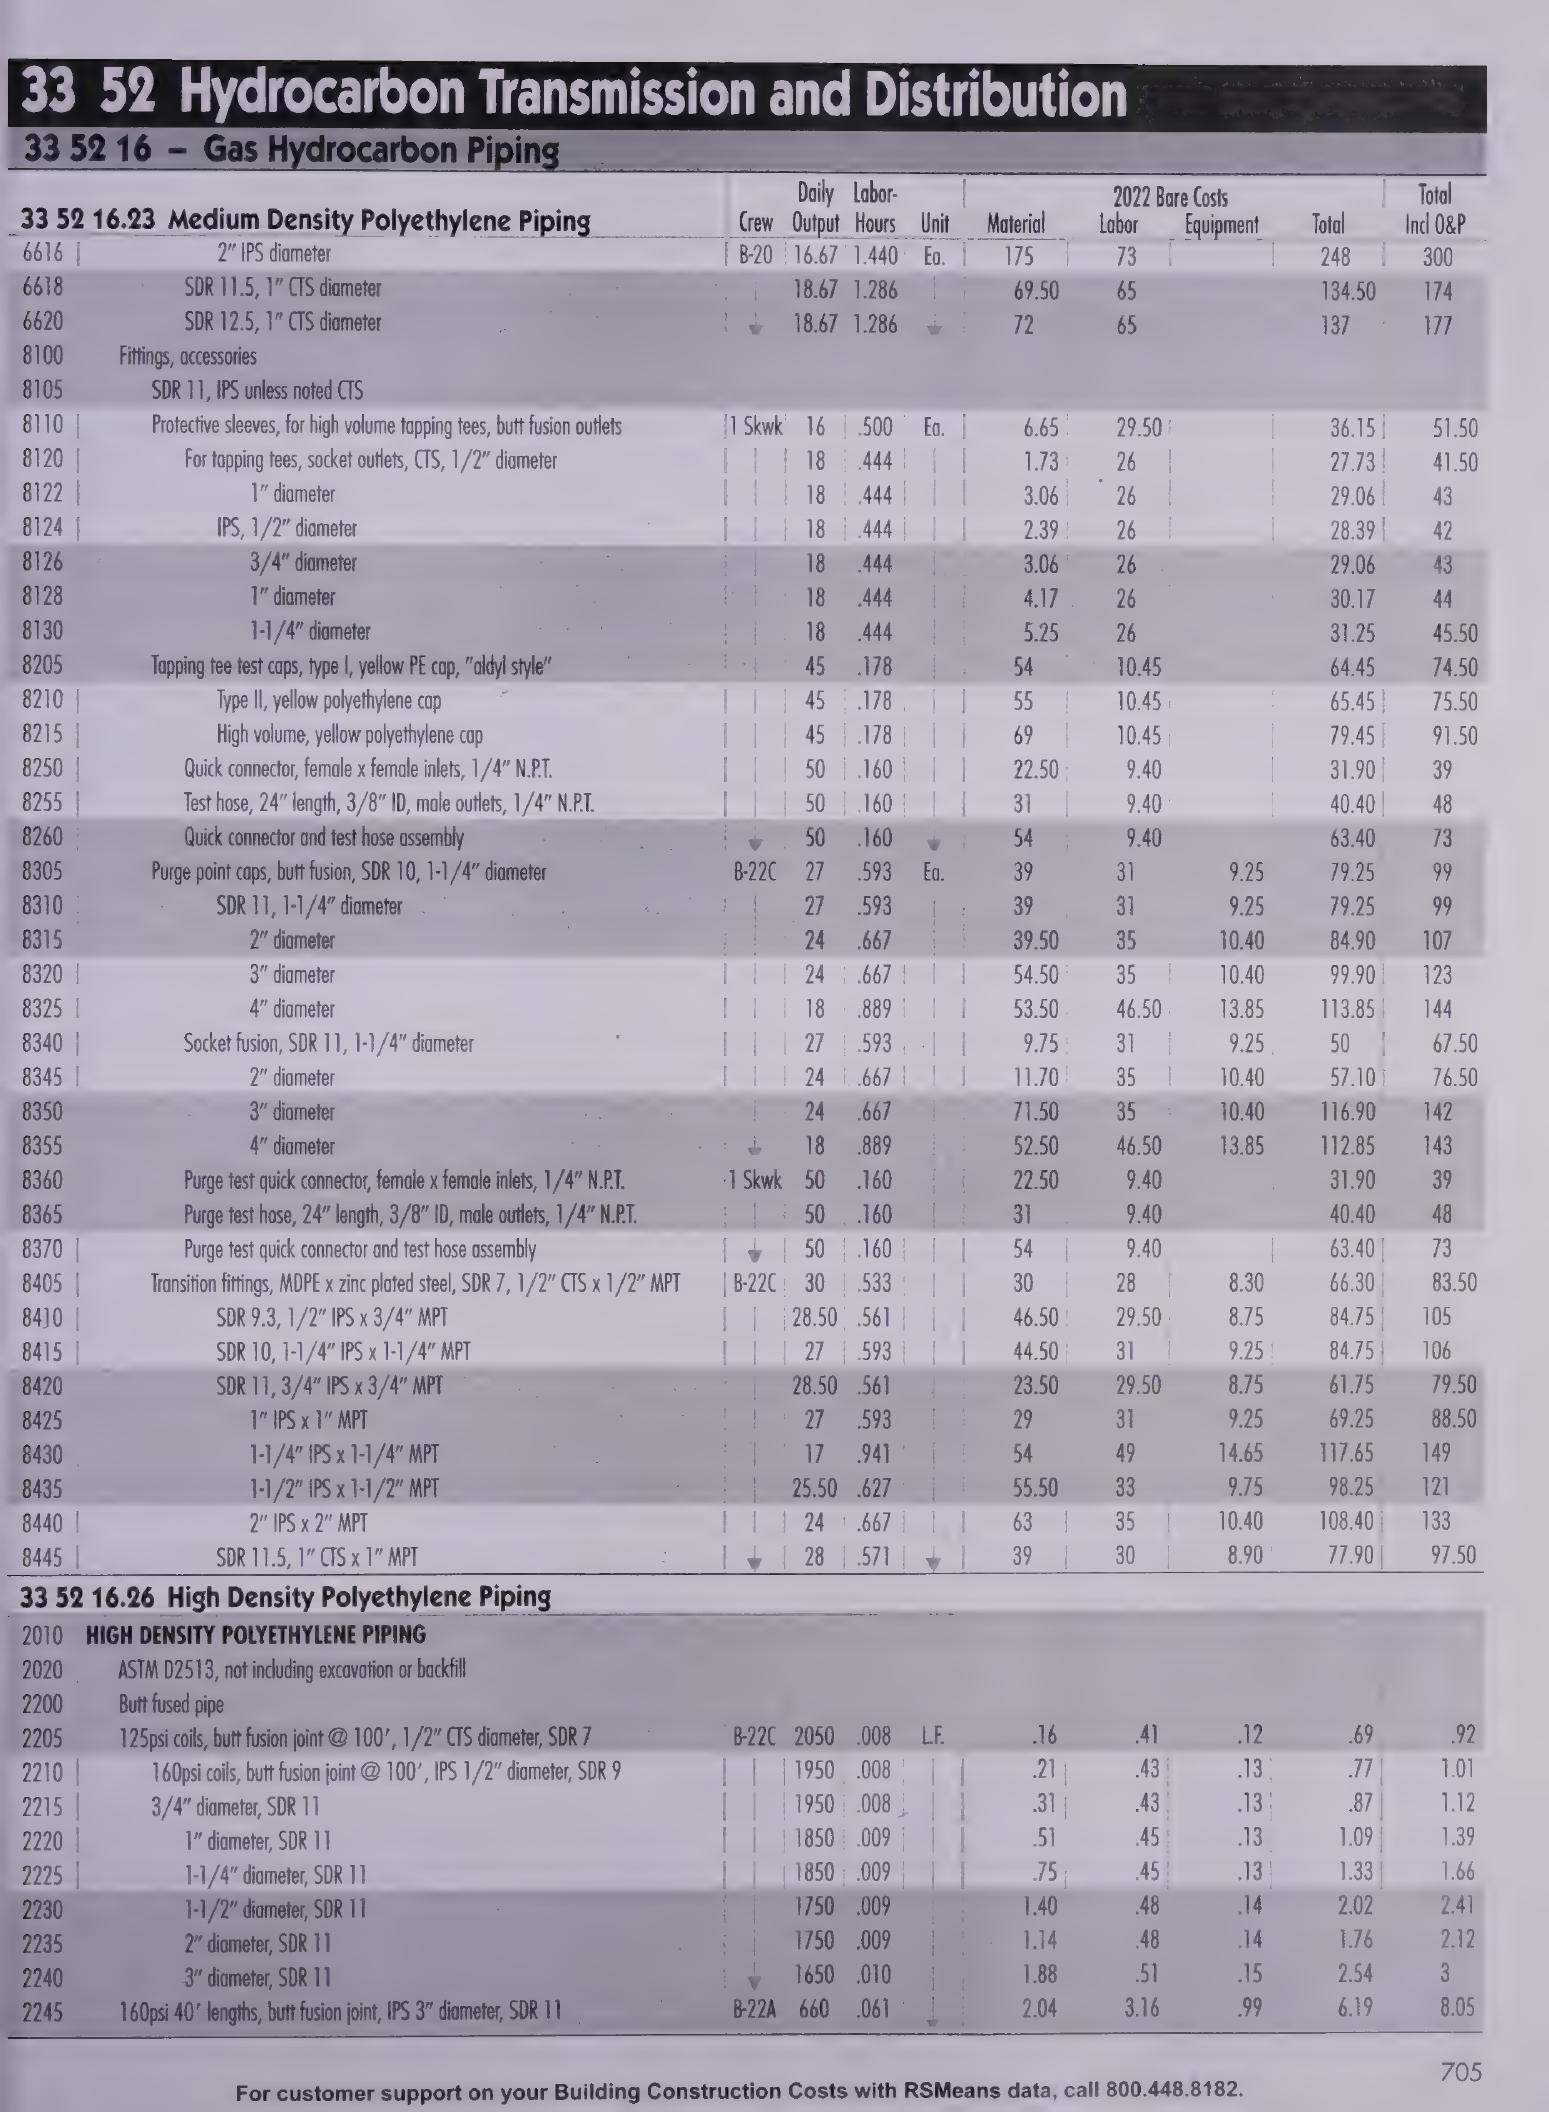 33 52 Hydrocarbon Transmission and Distribution
33 52 16 – Gas Hydrocarbon Piping
Daily Labor- 2022 Bare Costs Total
33 52 16.23 Medium Density Polyethylene Piping Crew Output Hours Unit Material Labor Equipment Total Incl O&P
6616 2" IPS diameter B-20 16.67 1.440 Ea. 175 73 248 300
6618 SDR 11.5, 1" CTS diameter 18.67 1.286 69.50 65 134.50 174
6620 SDR 12.5, 1" CTS diameter 18.67 1.286 72 65 137 177
8100 Fittings, accessories
8105 SDR 11, IPS unless noted CTS
8110 Protective sleeves, for high volume tapping tees, butt fusion outlets 1 Skwk 16 .500 Ea. 6.65 29.50 36.15 51.50
8120 For tapping tees, socket outlets, CTS, 1/2" diameter 18 .444 1.73 26 27.73 41.50
8122 1" diameter 18 .444 3.06 26 29.06 43
8124 IPS, 1/2" diameter 18 .444 2.39 26 28.39 42
8126 3/4" diameter 18 .444 3.06 26 29.06 43
8128 1" diameter 18 .444 4.17 26 30.17 44
8130 1-1/4" diameter 18 .444 5.25 26 31.25 45.50
8205 Tapping tee test caps, type I, yellow PE cap, "aldyl style" 45 .178 54 10.45 64.45 74.50
8210 Type II, yellow polyethylene cap 45 .178 55 10.45 65.45 75.50
8215 High volume, yellow polyethylene cap 45 .178 69 10.45 79.45 91.50
8250 Quick connector, female x female inlets, 1/4" N.P.T. 50 .160 22.50 9.40 31.90 39
8255 Test hose, 24" length, 3/8" ID, male outlets, 1/4" N.P.T. 50 .160 31 9.40 40.40 48
8260 Quick connector and test hose assembly 50 .160 54 9.40 63.40 73
8305 Purge point caps, butt fusion, SDR 10, 1-1/4" diameter B-22C 27 .593 Ea. 39 31 9.25 79.25 99
8310 SDR 11, 1-1/4" diameter 27 .593 39 31 9.25 79.25 99
8315 2" diameter 24 .667 39.50 35 10.40 84.90 107
8320 3" diameter 24 .667 54.50 35 10.40 99.90 123
8325 4" diameter 18 .889 53.50 46.50 13.85 113.85 144
8340 Socket fusion, SDR 11, 1-1/4" diameter 27 .593 9.75 31 9.25 50 67.50
8345 2" diameter 24 .667 11.70 35 10.40 57.10 76.50
8350 3" diameter 24 .667 71.50 35 10.40 116.90 142
8355 4" diameter 18 .889 52.50 46.50 13.85 112.85 143
8360 Purge test quick connector, female x female inlets, 1/4" N.P.T. 1 Skwk 50 .160 22.50 9.40 31.90 39
8365 Purge test hose, 24" length, 3/8" ID, male outlets, 1/4" N.P.T. 50 .160 31 9.40 40.40 48
8370 Purge test quick connector and test hose assembly 50 .160 54 9.40 63.40 73
8405 Transition fittings, MDPE x zinc plated steel, SDR 7, 1/2" CTS x 1/2" MPT B-22C 30 .533 30 28 8.30 66.30 83.50
8410 SDR 9.3, 1/2" IPS x 3/4" MPT 28.50 .561 46.50 29.50 8.75 84.75 105
8415 SDR 10, 1-1/4" IPS x 1-1/4" MPT 27 .593 44.50 31 9.25 84.75 106
8420 SDR 11, 3/4" IPS x 3/4" MPT 28.50 .561 23.50 29.50 8.75 61.75 79.50
8425 1" IPS x 1" MPT 27 .593 29 31 9.25 69.25 88.50
8430 1-1/4" IPS x 1-1/4" MPT 17 .941 54 49 14.65 117.65 149
8435 1-1/2" IPS x 1-1/2" MPT 25.50 .627 55.50 33 9.75 98.25 121
8440 2" IPS x 2" MPT 24 .667 63 35 10.40 108.40 133
8445 SDR 11.5, 1" CTS x 1" MPT 28 .571 39 30 8.90 77.90 97.50
33 52 16.26 High Density Polyethylene Piping
2010 HIGH DENSITY POLYETHYLENE PIPING
2020 ASTM D2513, not including excavation or backfill
2200 Butt fused pipe
2205 125psi coils, butt fusion joint @ 100', 1/2" CTS diameter, SDR 7 B-22C 2050 .008 L.F. .16 .41 .12 .69 .92
2210 160psi coils, butt fusion joint @ 100', IPS 1/2" diameter, SDR 9 1950 .008 .21 .43 .13 .77 1.01
2215 3/4" diameter, SDR 11 1950 .008 .31 .43 .13 .87 1.12
2220 1" diameter, SDR 11 1850 .009 .51 .45 .13 1.09 1.39
2225 1-1/4" diameter, SDR 11 1850 .009 .75 .45 .13 1.33 1.66
2230 1-1/2" diameter, SDR 11 1750 .009 1.40 .48 .14 2.02 2.41
2235 2" diameter, SDR 11 1750 .009 1.14 .48 .14 1.76 2.12
2240 3" diameter, SDR 11 1650 .010 1.88 .51 .15 2.54 3
2245 160psi 40' lengths, butt fusion joint, IPS 3" diameter, SDR 11 B-22A 660 .061 2.04 3.16 .99 6.19 8.05
705
For customer support on your Building Construction Costs with RSMeans data, call 800.448.8182.